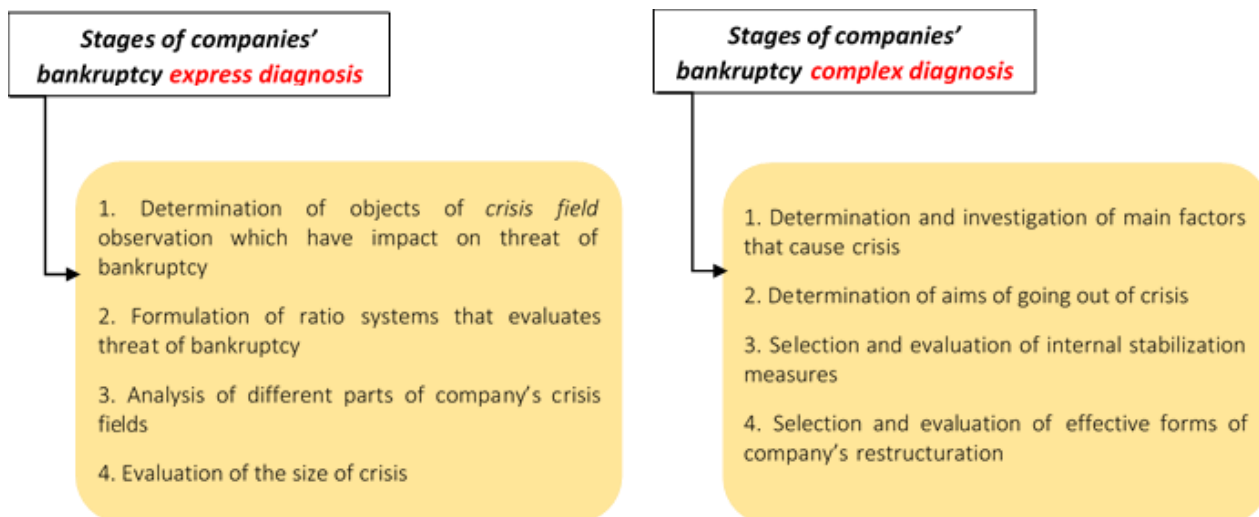 Stages of companies’
bankruptcy express diagnosis
1. Determination of objects of crisis field
observation which have impact on threat of
bankruptcy
2. Formulation of ratio systems that evaluates
threat of bankruptcy
3. Analysis of different parts of company’s crisis
fields
4. Evaluation of the size of crisis
Stages of companies’
bankruptcy complex diagnosis
1. Determination and investigation of main factors
that cause crisis
2. Determination of aims of going out of crisis
3. Selection and evaluation of internal stabilization
measures
4. Selection and evaluation of effective forms of
company’s restructuration